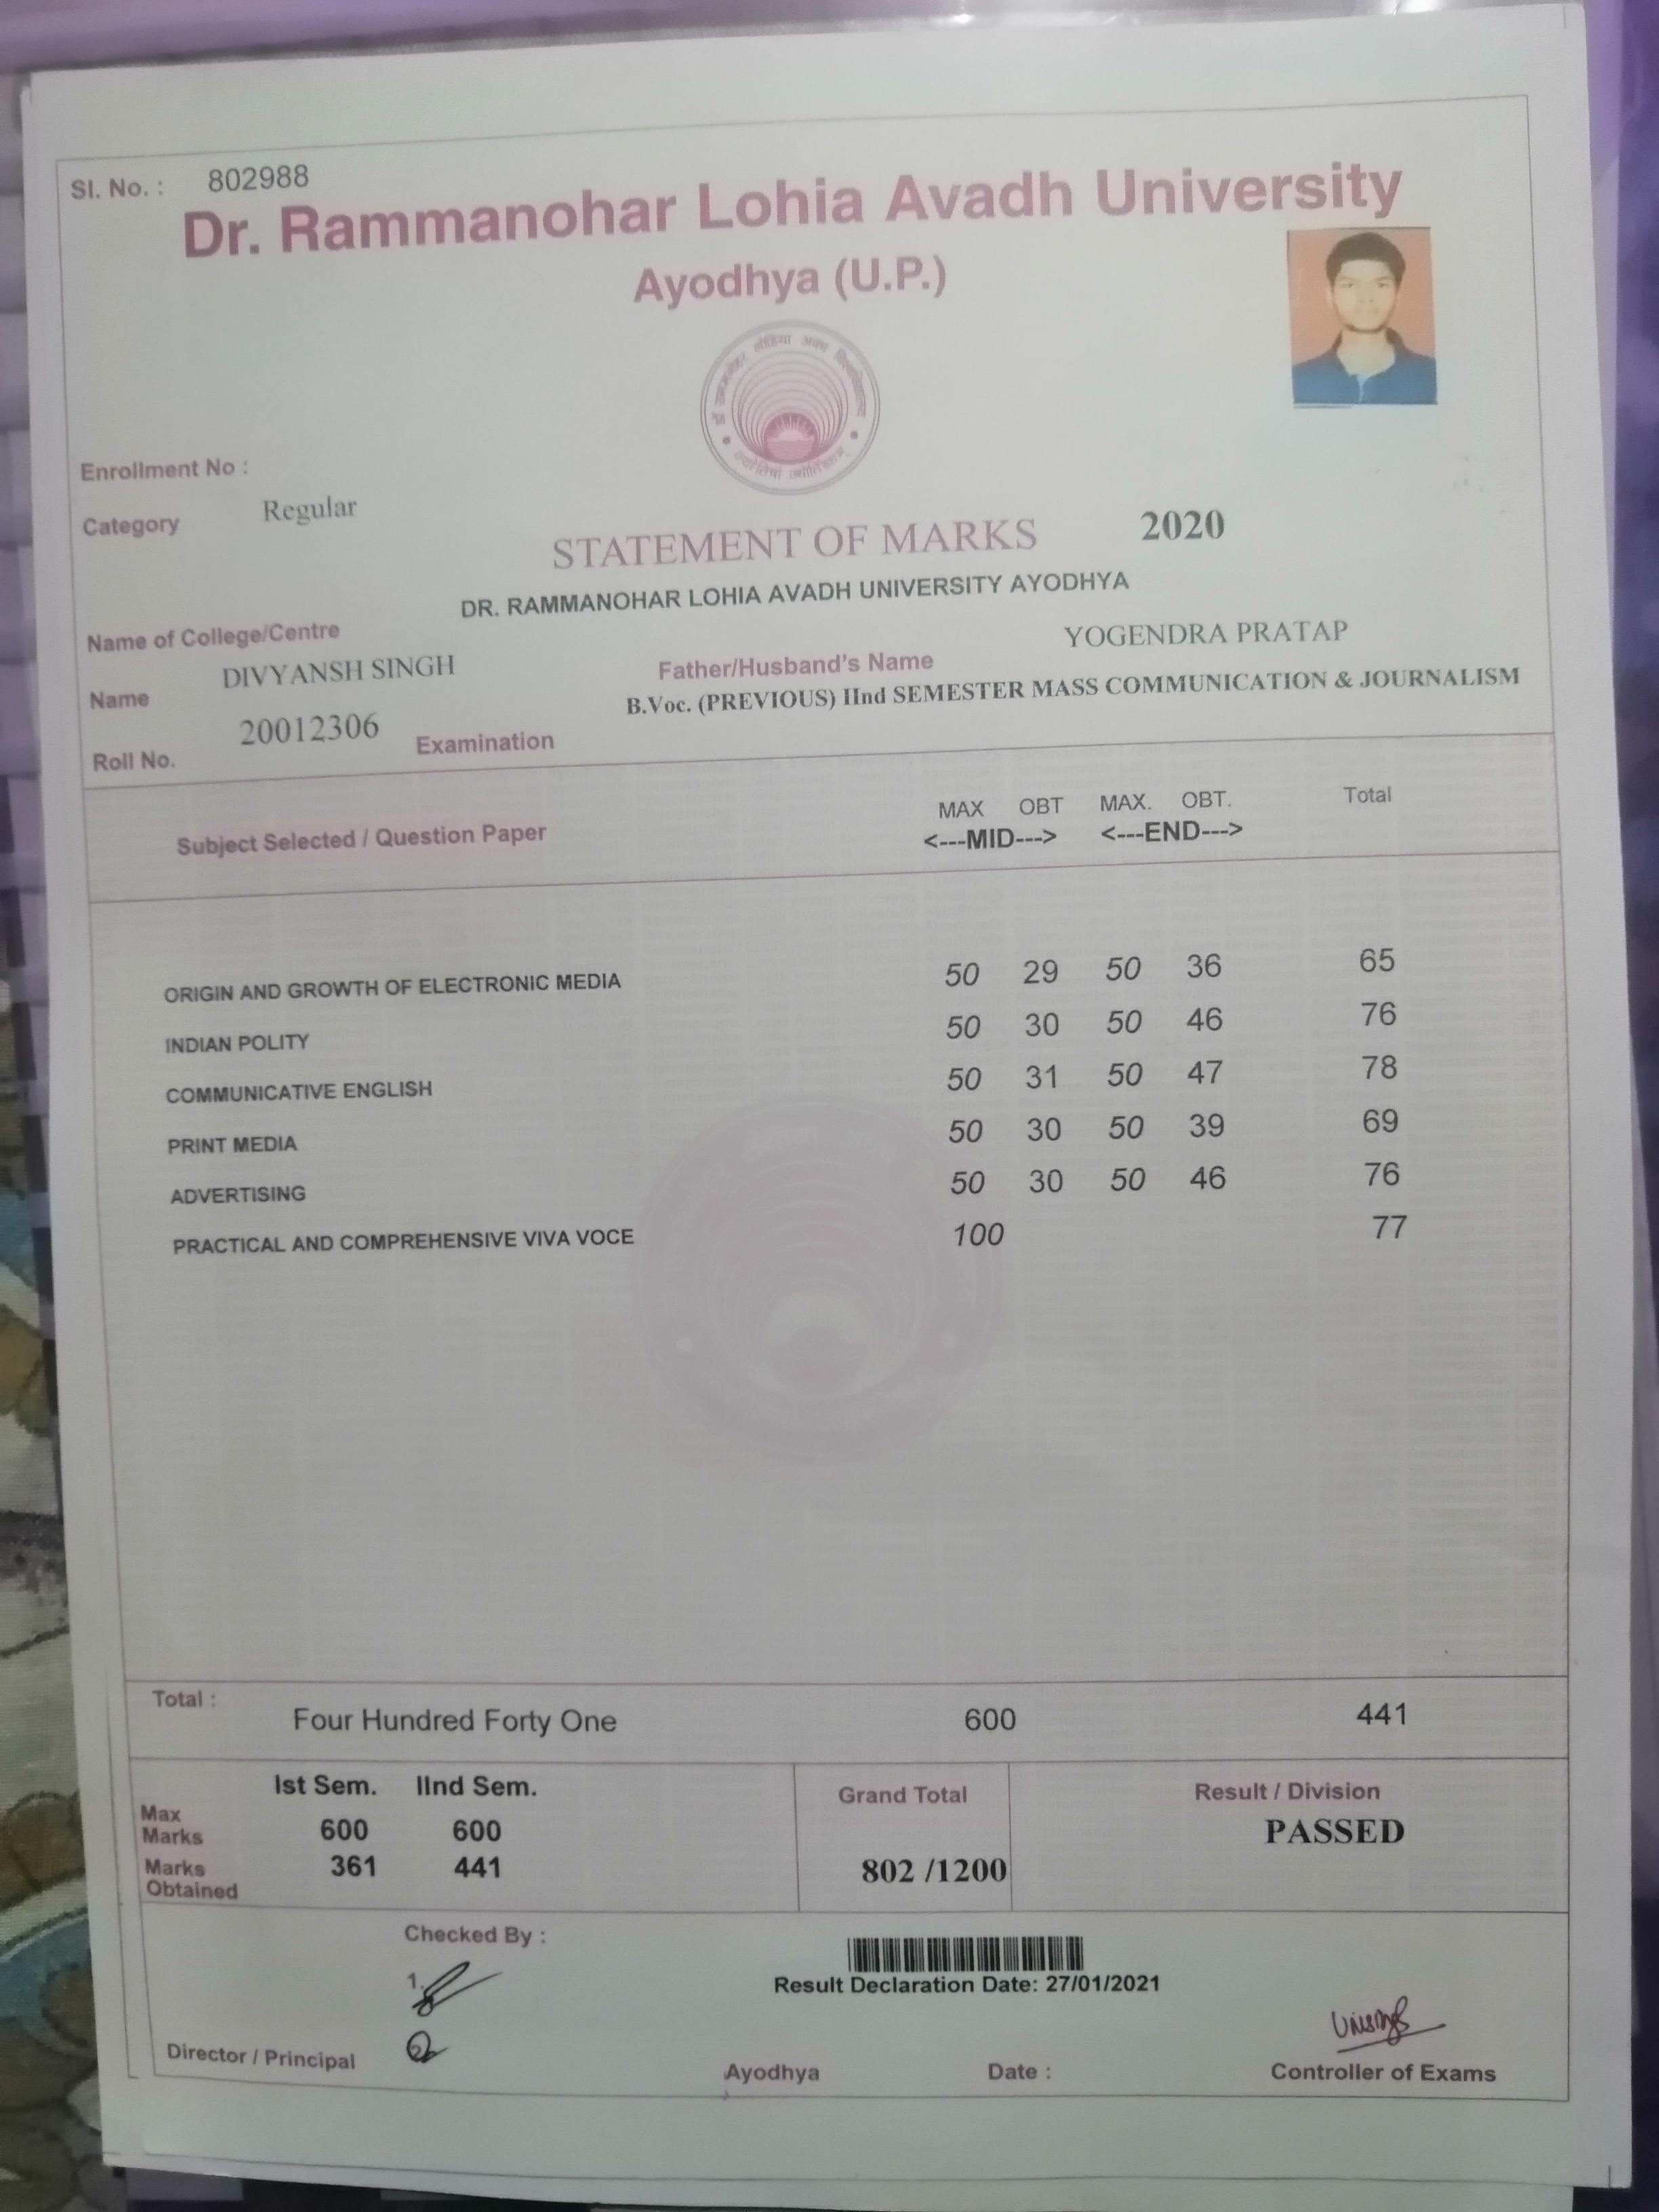 Sl. No. : 802988
Dr. Rammanohar Lohia Avadh University
Ayodhya (U.P.)
डॉ राममनोहर लोहिया अवध विश्वविद्यालय
Enrollment No :
Category Regular
STATEMENT OF MARKS 2020
DR. RAMMANOHAR LOHIA AVADH UNIVERSITY AYODHYA
Name of College/Centre
Name DIVYANSH SINGH Father/Husband's Name YOGENDRA PRATAP
Roll No. 20012306 Examination B.Voc. (PREVIOUS) IInd SEMESTER MASS COMMUNICATION & JOURNALISM
Subject Selected / Question Paper MAX OBT MAX. OBT. Total
<---MID---> <---END--->
ORIGIN AND GROWTH OF ELECTRONIC MEDIA 50 29 50 36 65
INDIAN POLITY 50 30 50 46 76
COMMUNICATIVE ENGLISH 50 31 50 47 78
PRINT MEDIA 50 30 50 39 69
ADVERTISING 50 30 50 46 76
PRACTICAL AND COMPREHENSIVE VIVA VOCE 100 77
Total : Four Hundred Forty One 600 441
Ist Sem. IInd Sem. Grand Total Result / Division
Max Marks 600 600 PASSED
Marks Obtained 361 441 802 /1200
Checked By :
1.
Result Declaration Date: 27/01/2021
Director / Principal Ayodhya Date : Controller of Exams